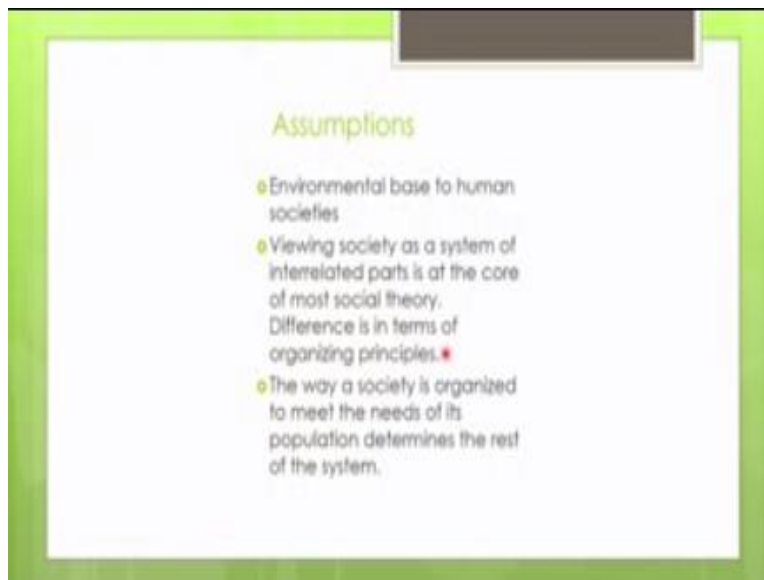 Assumptions
Environmental base to human
societies
Viewing society as a system of
interrelated parts is at the core
of most social theory.
Difference is in terms of
organizing principles.
The way a society is organized
to meet the needs of its
population determines the rest
of the system.